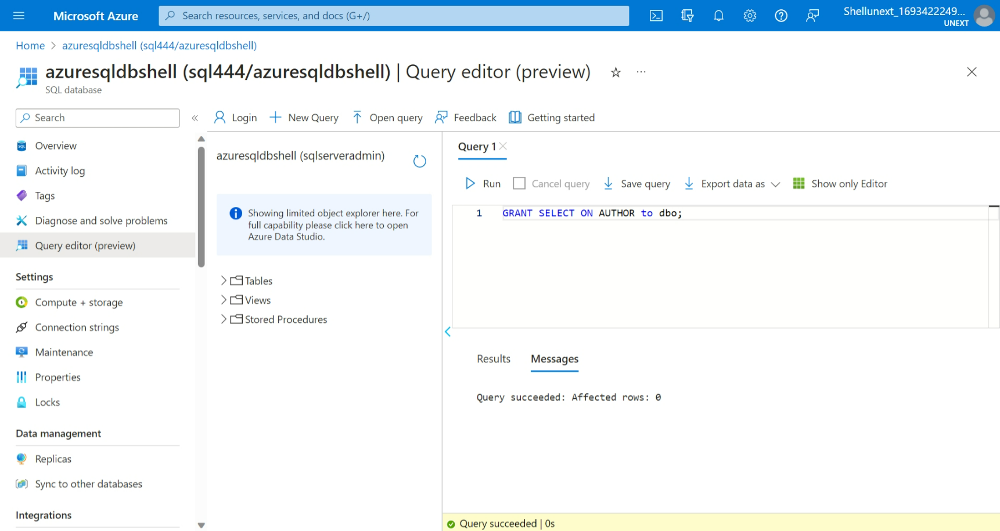 Microsoft Azure
Search resources, services, and docs (G+/)
Shellunext_1693422249...
UNEXT
Home > azuresqldbshell (sql444/azuresqldbshell)
azuresqldbshell (sql444/azuresqldbshell) | Query editor (preview)
SQL database
Search
Login
New Query
Open query
Feedback
Getting started
Overview
Activity log
Tags
Diagnose and solve problems
Query editor (preview)
Settings
Compute + storage
Connection strings
Maintenance
Properties
Locks
Data management
Replicas
Sync to other databases
Integrations
azuresqldbshell (sqlserveradmin)
Showing limited object explorer here. For
full capability please click here to open
Azure Data Studio.
Tables
Views
Stored Procedures
Query 1
Run
Cancel query
Save query
Export data as
Show only Editor
1 GRANT SELECT ON AUTHOR to dbo;
Results
Messages
Query succeeded: Affected rows: 0
Query succeeded | 0s